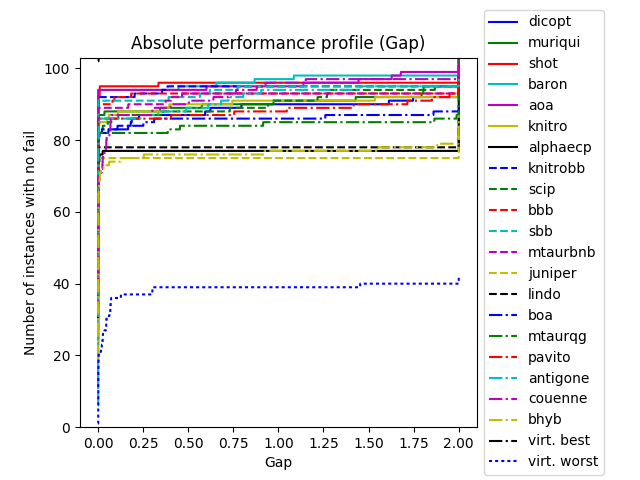 Absolute performance profile (Gap)
Number of instances with no fail
100
80
60
40
20
0
0.00 0.25 0.50 0.75 1.00 1.25 1.50 1.75 2.00
Gap
dicopt
muriqui
shot
baron
aoa
knitro
alphaecp
knitrobb
scip
bbb
sbb
mtaurbnb
juniper
lindo
boa
mtaurqg
pavito
antigone
couenne
bhyb
virt. best
virt. worst